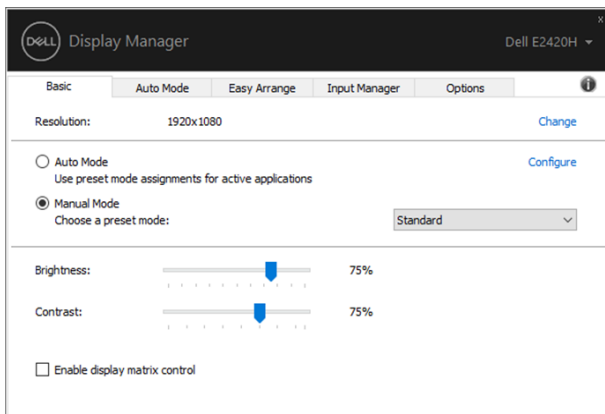 DELL Display Manager Dell E2420H
Basic Auto Mode Easy Arrange Input Manager Options
Resolution: 1920x1080 Change
Auto Mode Configure
Use preset mode assignments for active applications
Manual Mode
Choose a preset mode: Standard
Brightness: 75%
Contrast: 75%
Enable display matrix control